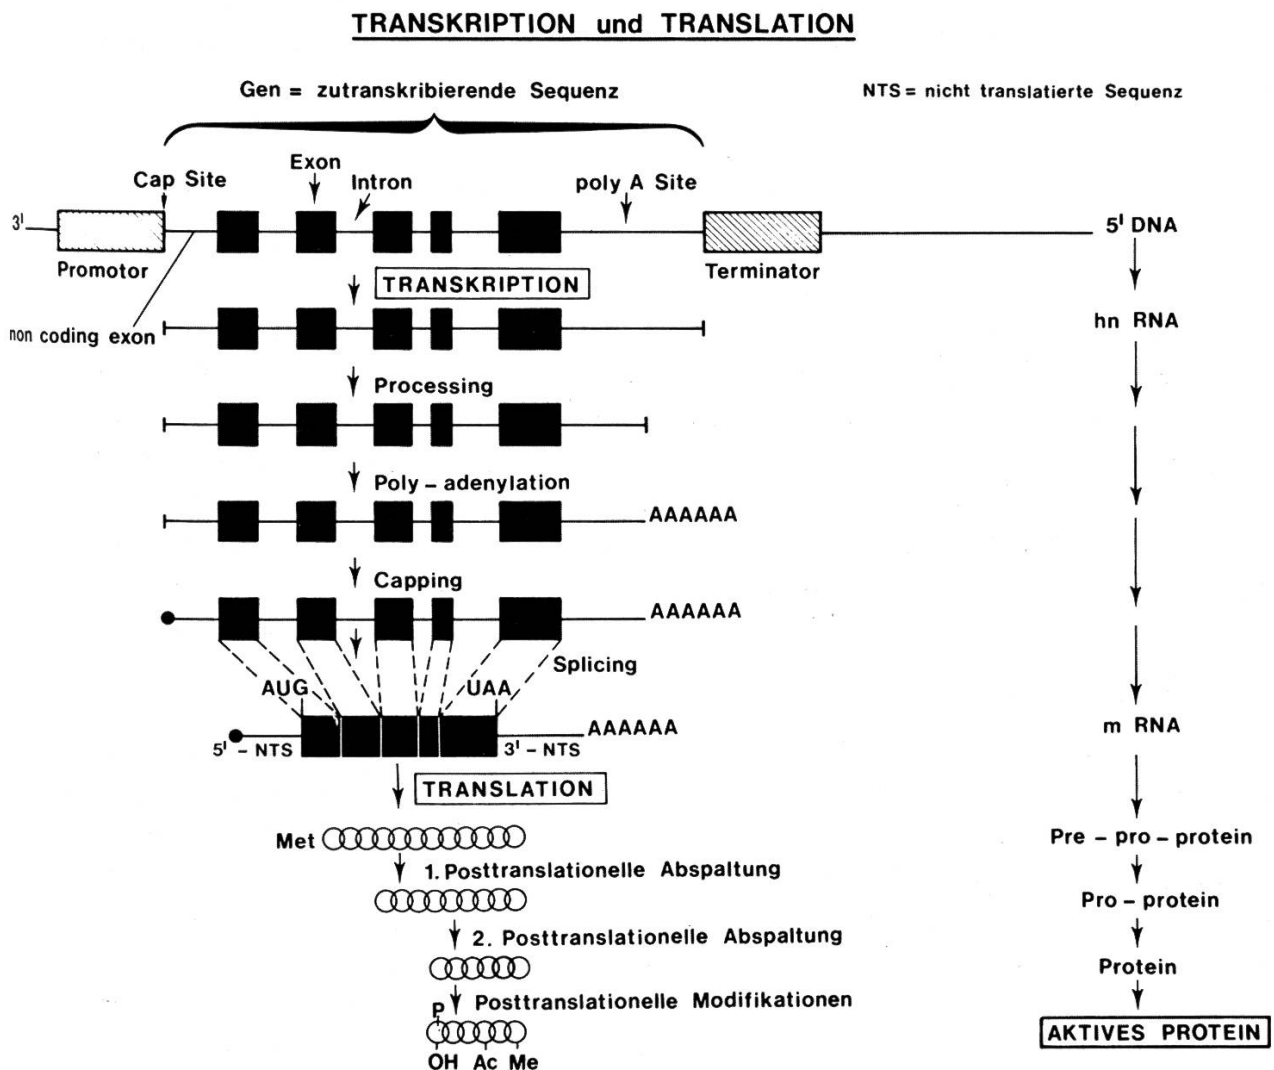 TRANSKRIPTION und TRANSLATION
Gen = zutranskribierende Sequenz
NTS = nicht translatierte Sequenz
Exon
Cap Site
Intron
poly A Site
3'
5' DNA
Promotor
Terminator
TRANSKRIPTION
non coding exon
hn RNA
Processing
Poly - adenylation
AAAAAA
Capping
AAAAAA
Splicing
AUG
UAA
AAAAAA
m RNA
5' - NTS
3' - NTS
TRANSLATION
Met
Pre - pro - protein
1. Posttranslationelle Abspaltung
Pro - protein
2. Posttranslationelle Abspaltung
Protein
Posttranslationelle Modifikationen
P
AKTIVES PROTEIN
OH Ac Me